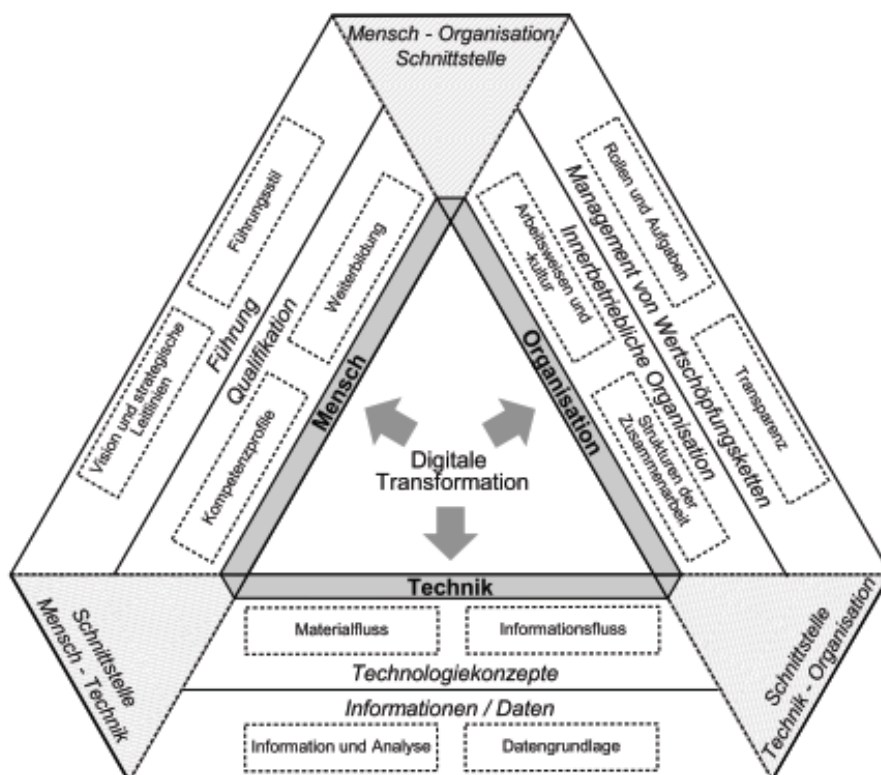 Mensch - Organisation
Schnittstelle
Führungsstil
Vision und strategische
Leitlinien
Führung
Qualifikation
Weiterbildung
Kompetenzprofile
Mensch
Rollen und Aufgaben
Transparenz
Management von Wertschöpfungsketten
Innerbetriebliche Organisation
Arbeitsweisen und
-kultur
Strukturen der
Zusammenarbeit
Organisation
Digitale
Transformation
Technik
Materialfluss
Informationsfluss
Technologiekonzepte
Informationen / Daten
Information und Analyse
Datengrundlage
Schnittstelle
Mensch - Technik
Schnittstelle
Technik - Organisation